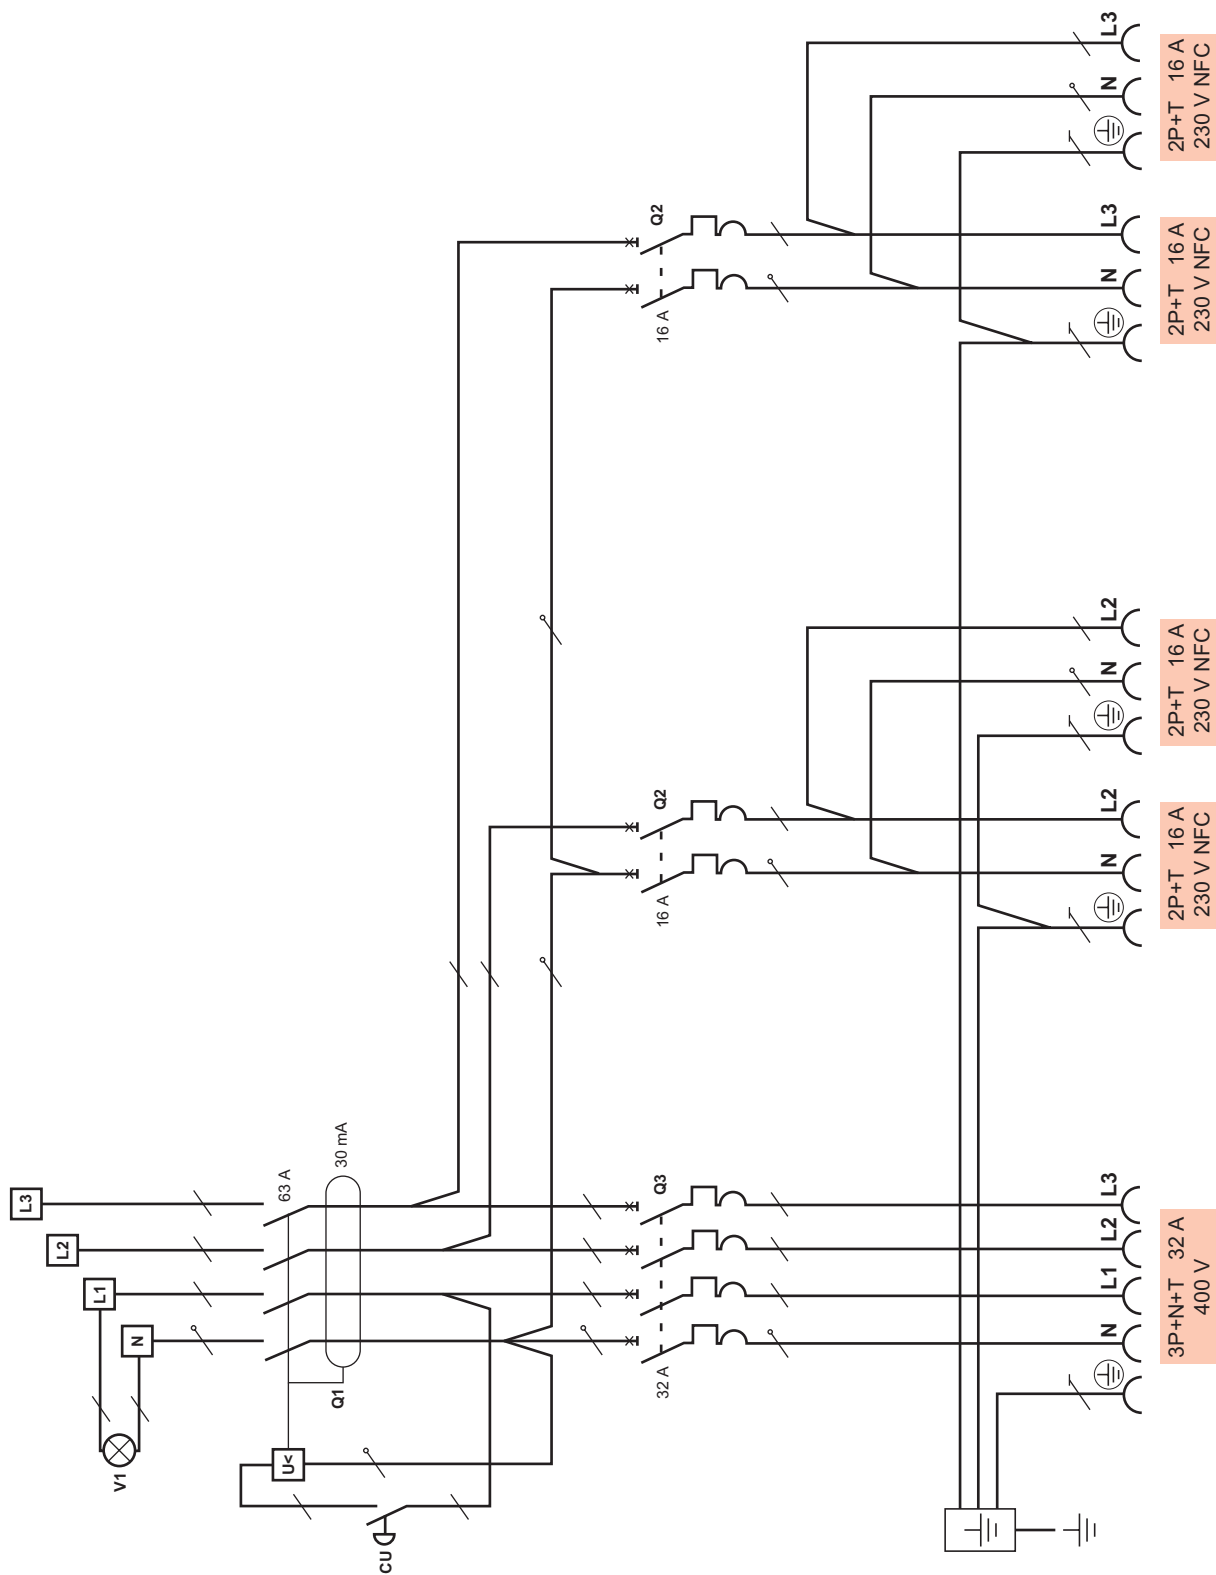 L3
L2
L1
N
V1
63 A
30 mA
Q1
U<
CU
Q3
32 A
Q2
16 A
Q2
16 A
N
L1
L2
L3
3P+N+T 32 A
400 V
N
L2
2P+T 16 A
230 V NFC
N
L2
2P+T 16 A
230 V NFC
N
L3
2P+T 16 A
230 V NFC
N
L3
2P+T 16 A
230 V NFC